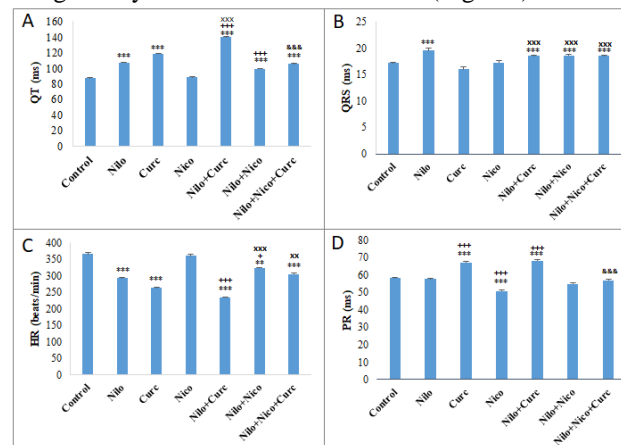 A
QT
(ms)
160
140
120
100
80
60
40
20
0
***
***
xxx
+++
***
+++
***
&&&
***
Control
Nilo
Curc
Nico
Nilo+Curc
Nilo+Nico
Nilo+Nico+Curc
B
QRS
(ms)
25
20
15
10
5
0
***
xxx
***
xxx
***
xxx
***
Control
Nilo
Curc
Nico
Nilo+Curc
Nilo+Nico
Nilo+Nico+Curc
C
HR (beats/min)
400
350
300
250
200
150
100
50
0
***
***
+++
***
xxx
+
**
xx
***
Control
Nilo
Curc
Nico
Nilo+Curc
Nilo+Nico
Nilo+Nico+Curc
D
PR
(ms)
80
70
60
50
40
30
20
10
0
+++
***
+++
***
+++
***
&&&
Control
Nilo
Curc
Nico
Nilo+Curc
Nilo+Nico
Nilo+Nico+Curc